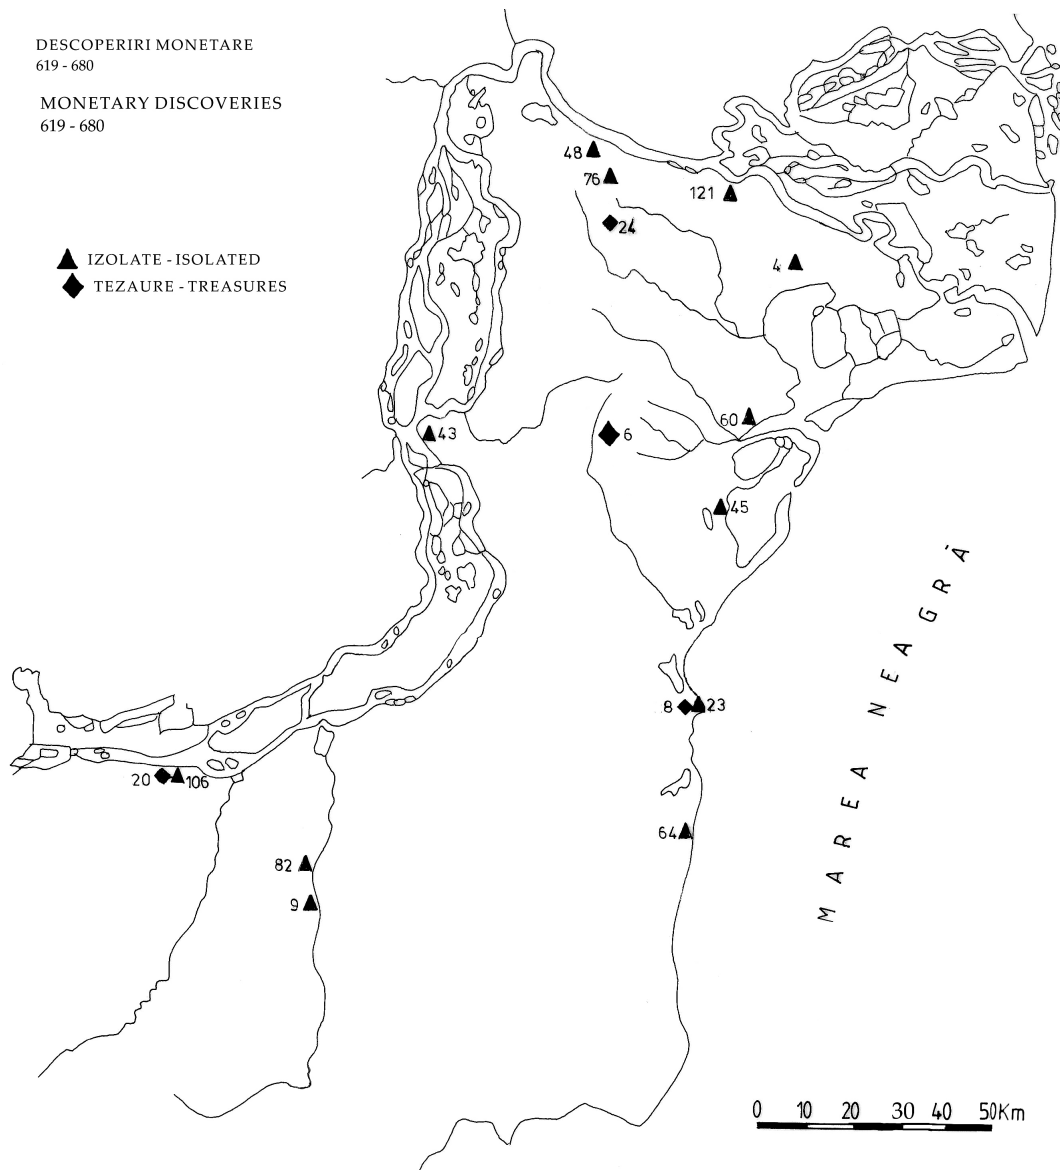 DESCOPERIRI MONETARE
619 - 680
MONETARY DISCOVERIES
619 - 680
IZOLATE - ISOLATED
TEZAURE - TREASURES
48
76
121
24
4
60
43
6
45
8
23
20
106
64
82
9
MAREA NEAGRĂ
0 10 20 30 40 50Km